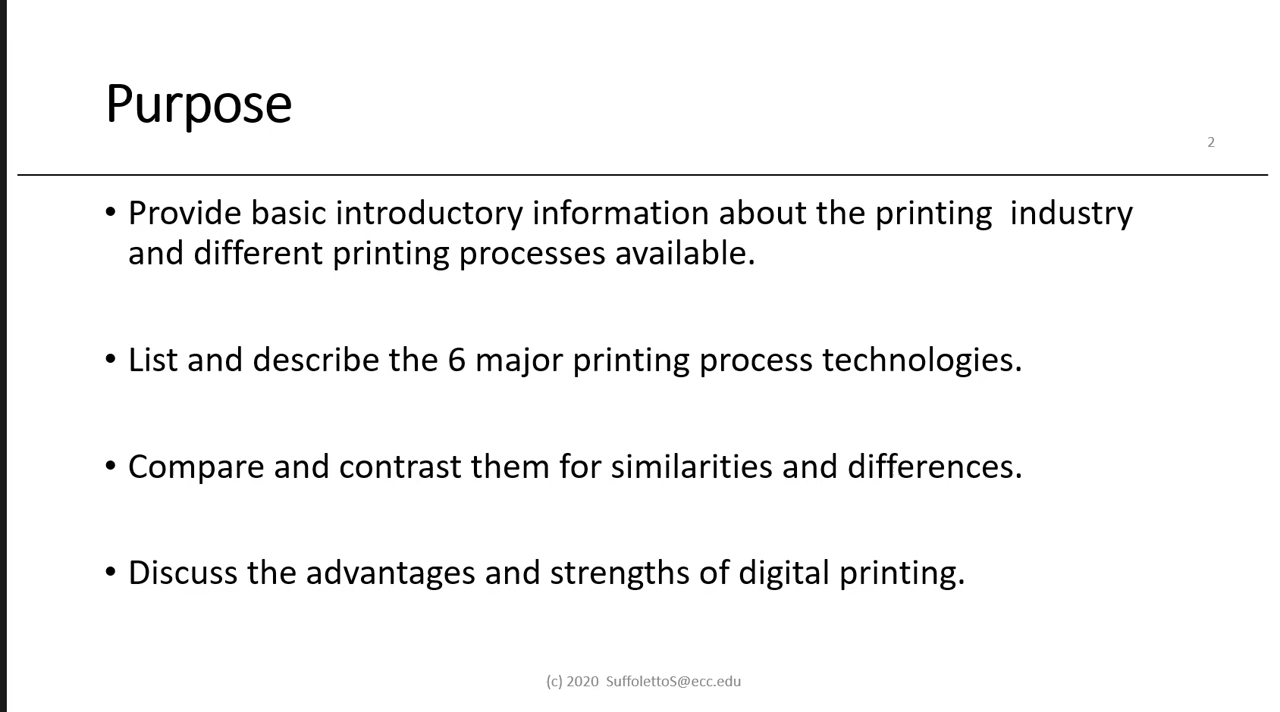 Purpose
2
• Provide basic introductory information about the printing  industry
and different printing processes available.
• List and describe the 6 major printing process technologies.
• Compare and contrast them for similarities and differences.
• Discuss the advantages and strengths of digital printing.
(c) 2020  SuffolettoS@ecc.edu